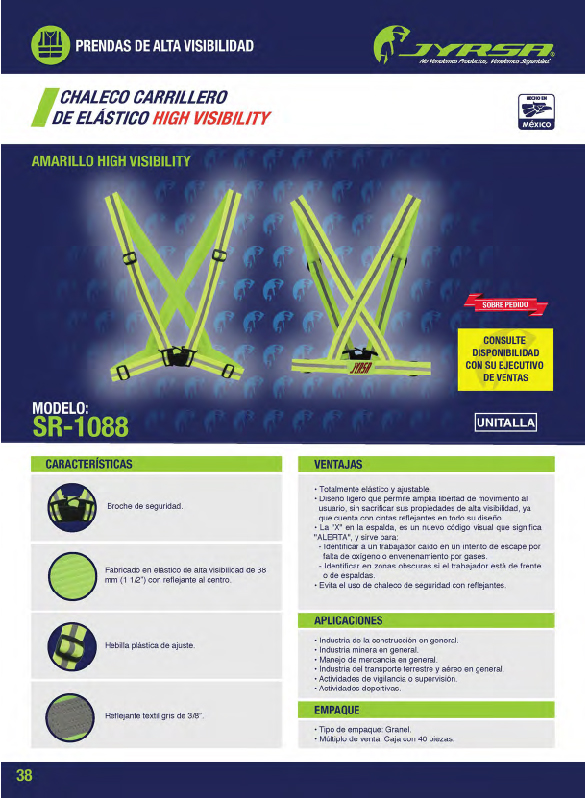 PRENDAS DE ALTA VISIBILIDAD
JYRSA®
No Vendemos Productos, Vendemos Seguridad
CHALECO CARRILLERO
DE ELÁSTICO HIGH VISIBILITY
HECHO EN
MÉXICO
AMARILLO HIGH VISIBILITY
SOBRE PEDIDO
CONSULTE
DISPONIBILIDAD
CON SU EJECUTIVO
DE VENTAS
JYRSA
MODELO:
SR-1088
UNITALLA
CARACTERÍSTICAS
Broche de seguridad.
Fabricado en elástico de alta visibilidad de 38
mm (1 1/2") con reflejante al centro.
Hebilla plástica de ajuste.
Reflejante textil gris de 3/8".
VENTAJAS
• Totalmente elástico y ajustable.
• Diseño ligero que permite amplia libertad de movimiento al
usuario, sin sacrificar sus propiedades de alta visibilidad, ya
que cuenta con cintas reflejantes en todo su diseño.
• La "X" en la espalda, es un nuevo código visual que significa
"ALERTA", y sirve para:
- Identificar a un trabajador caído en un intento de escape por
falta de oxígeno o envenenamiento por gases.
- Identificar en zonas obscuras si el trabajador está de frente
o de espaldas.
• Evita el uso de chaleco de seguridad con reflejantes.
APLICACIONES
• Industria de la construcción en general.
• Industria minera en general.
• Manejo de mercancía en general.
• Industria del transporte terrestre y aéreo en general.
• Actividades de vigilancia o supervisión.
• Actividades deportivas.
EMPAQUE
• Tipo de empaque: Granel.
• Múltiplo de venta: Caja con 40 piezas.
38